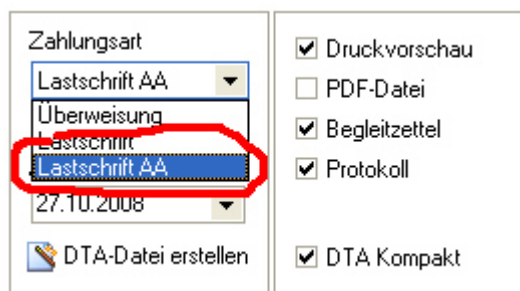 Zahlungsart
Lastschrift AA
Überweisung
Lastschrift
Lastschrift AA
27.10.2008
DTA-Datei erstellen
Druckvorschau
PDF-Datei
Begleitzettel
Protokoll
DTA Kompakt